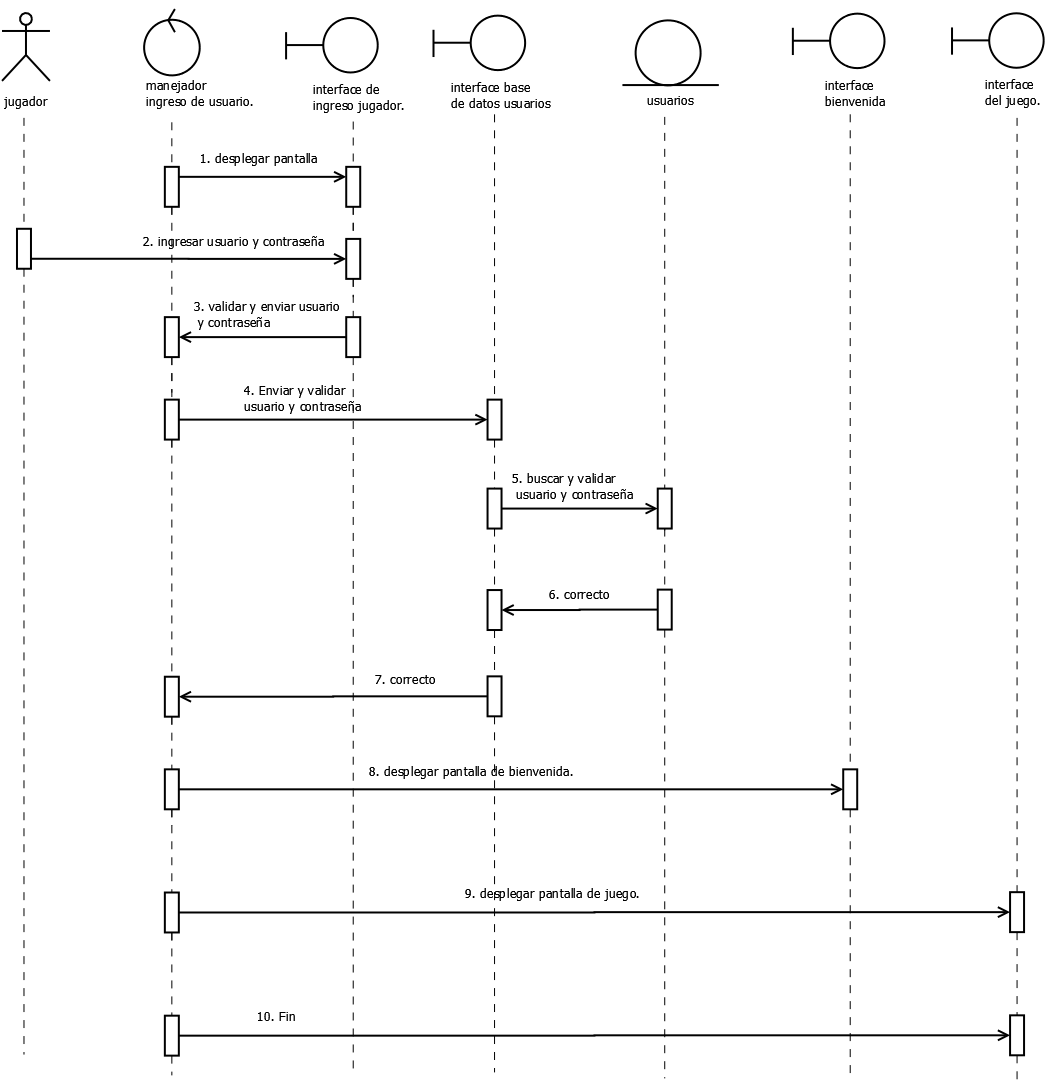 jugador
manejador
ingreso de usuario.
interface de
ingreso jugador.
interface base
de datos usuarios
usuarios
interface
bienvenida
interface
del juego.
1. desplegar pantalla
2. ingresar usuario y contraseña
3. validar y enviar usuario
y contraseña
4. Enviar y validar
usuario y contraseña
5. buscar y validar
usuario y contraseña
6. correcto
7. correcto
8. desplegar pantalla de bienvenida.
9. desplegar pantalla de juego.
10. Fin